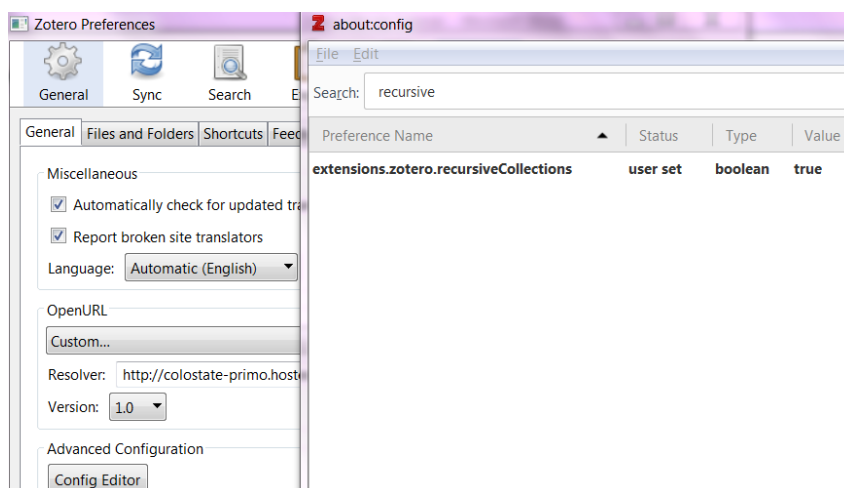 Zotero Preferences
General
Sync
Search
E
General
Files and Folders
Shortcuts
Feed
Miscellaneous
Automatically check for updated tra
Report broken site translators
Language:
Automatic (English)
OpenURL
Custom...
Resolver:
http://colostate-primo.hoste
Version:
1.0
Advanced Configuration
Config Editor
Z about:config
File Edit
Search: recursive
Preference Name Status Type Value
extensions.zotero.recursiveCollections user set boolean true